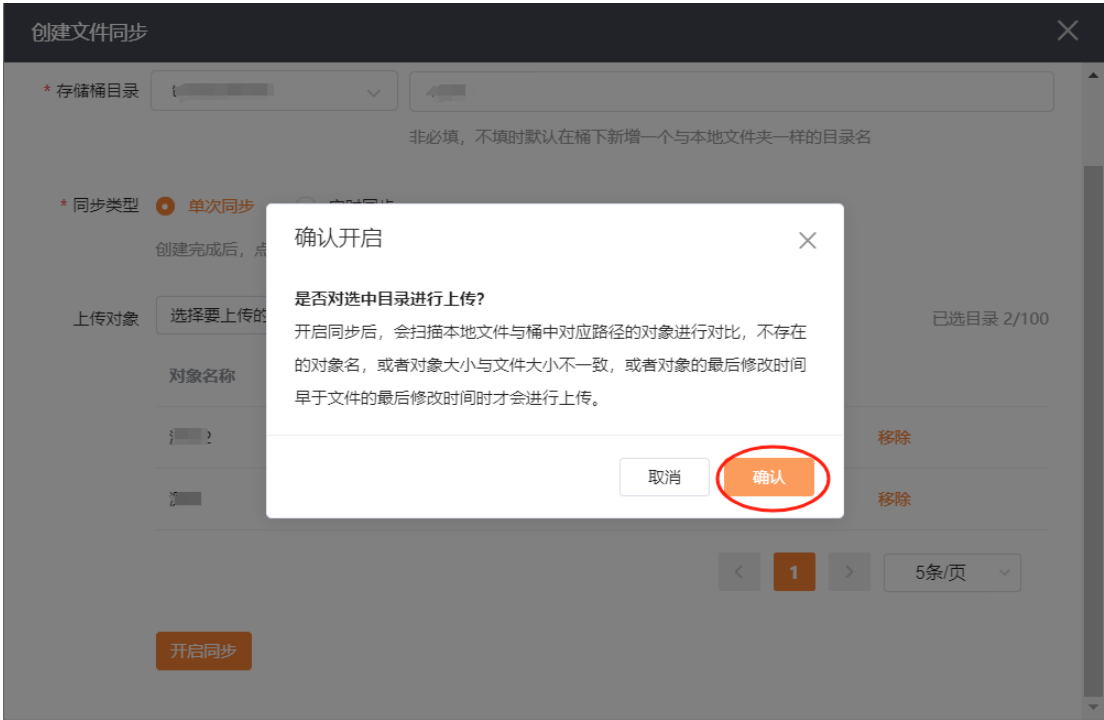 创建文件同步
* 存储桶目录
非必填，不填时默认在桶下新增一个与本地文件夹一样的目录名
* 同步类型 单次同步
创建完成后，点
上传对象 选择要上传的 已选目录 2/100
对象名称
移除
移除
1 5条/页
开启同步
确认开启
是否对选中目录进行上传?
开启同步后，会扫描本地文件与桶中对应路径的对象进行对比，不存在
的对象名，或者对象大小与文件大小不一致，或者对象的最后修改时间
早于文件的最后修改时间时才会进行上传。
取消 确认